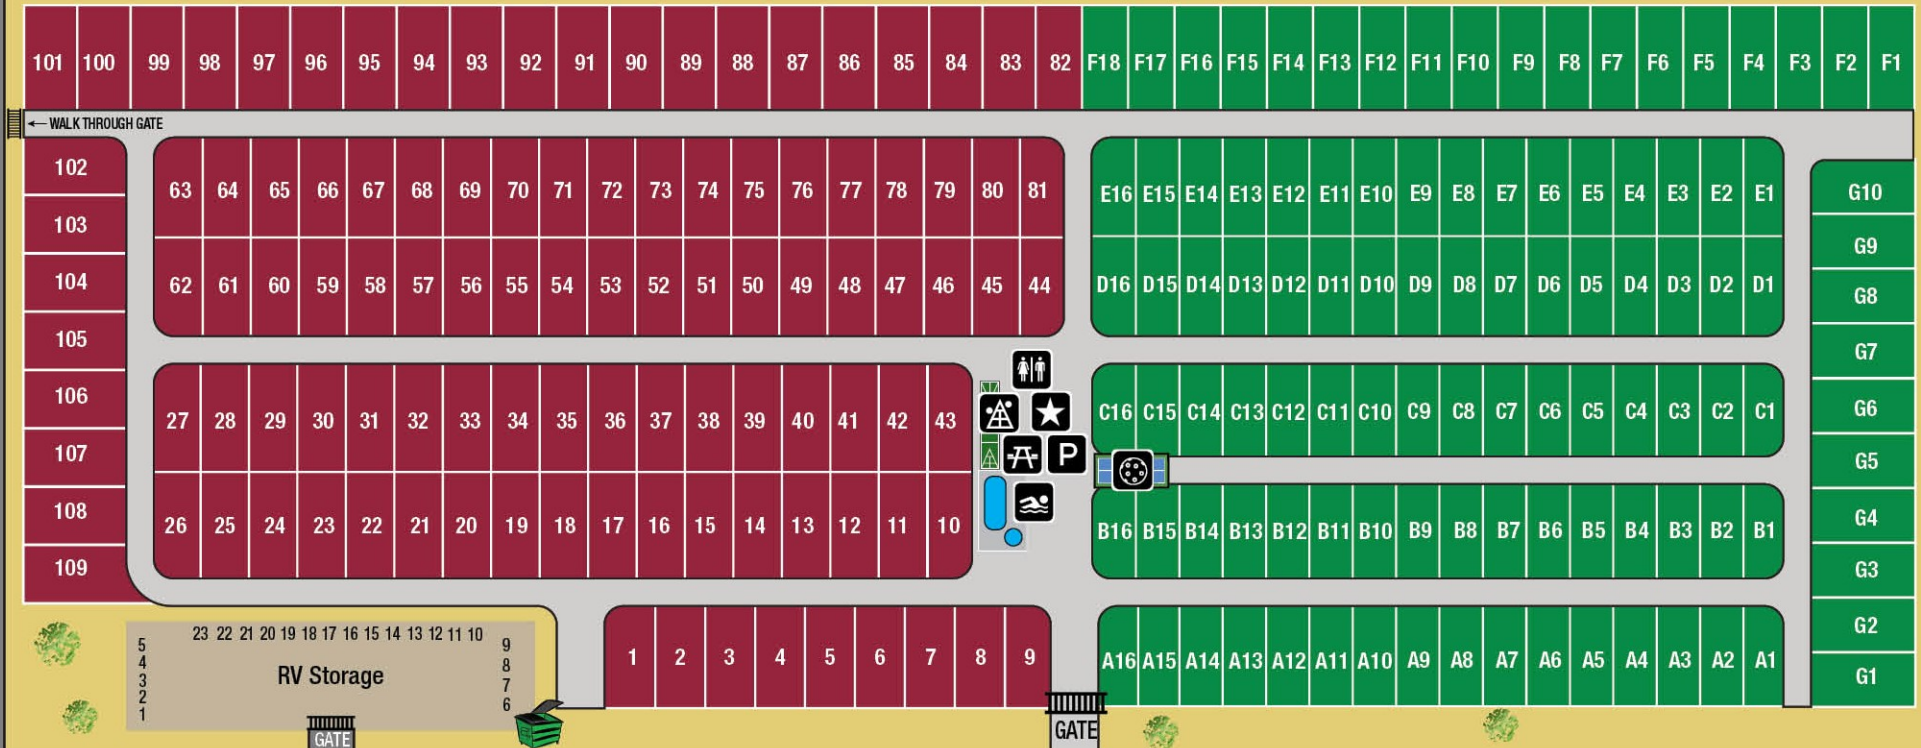 101 100 99 98 97 96 95 94 93 92 91 90 89 88 87 86 85 84 83 82 F18 F17 F16 F15 F14 F13 F12 F11 F10 F9 F8 F7 F6 F5 F4 F3 F2 F1
←WALK THROUGH GATE
102
103
104
105
106
107
108
109
63 64 65 66 67 68 69 70 71 72 73 74 75 76 77 78 79 80 81
62 61 60 59 58 57 56 55 54 53 52 51 50 49 48 47 46 45 44
27 28 29 30 31 32 33 34 35 36 37 38 39 40 41 42 43
26 25 24 23 22 21 20 19 18 17 16 15 14 13 12 11 10
P
E16 E15 E14 E13 E12 E11 E10 E9 E8 E7 E6 E5 E4 E3 E2 E1
D16 D15 D14 D13 D12 D11 D10 D9 D8 D7 D6 D5 D4 D3 D2 D1
C16 C15 C14 C13 C12 C11 C10 C9 C8 C7 C6 C5 C4 C3 C2 C1
B16 B15 B14 B13 B12 B11 B10 B9 B8 B7 B6 B5 B4 B3 B2 B1
G10
G9
G8
G7
G6
G5
G4
G3
G2
G1
23 22 21 20 19 18 17 16 15 14 13 12 11 10
5
4
3
2
1
RV Storage
9
8
7
6
GATE
1 2 3 4 5 6 7 8 9
GATE
A16 A15 A14 A13 A12 A11 A10 A9 A8 A7 A6 A5 A4 A3 A2 A1